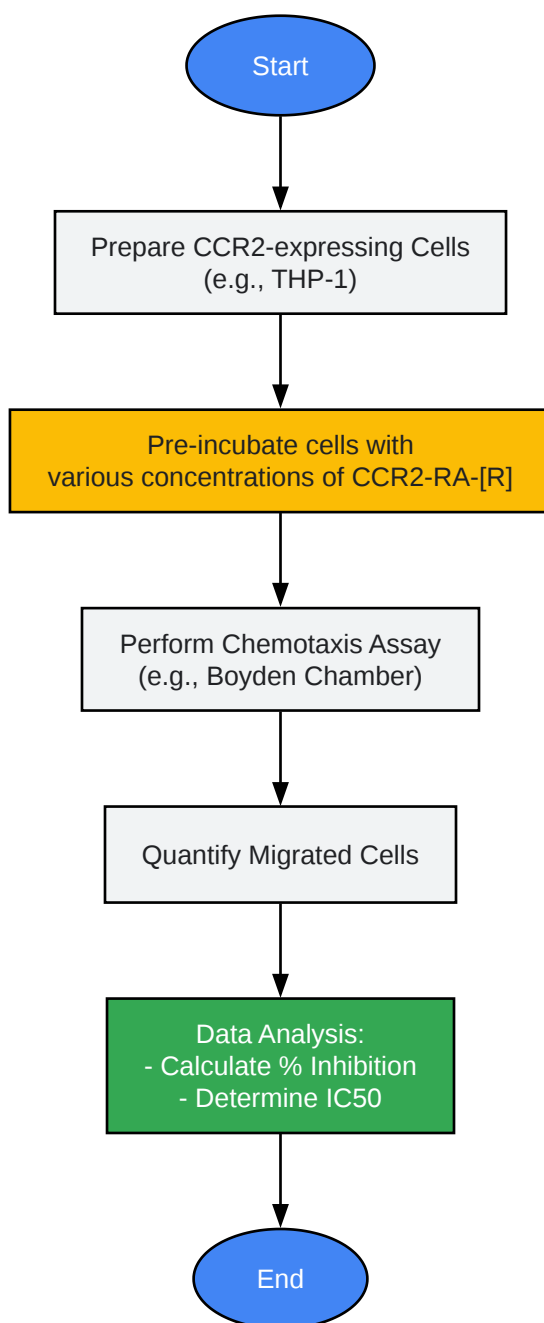 Start
Prepare CCR2-expressing Cells
(e.g., THP-1)
Pre-incubate cells with
various concentrations of CCR2-RA-[R]
Perform Chemotaxis Assay
(e.g., Boyden Chamber)
Quantify Migrated Cells
Data Analysis:
- Calculate % Inhibition
- Determine IC50
End